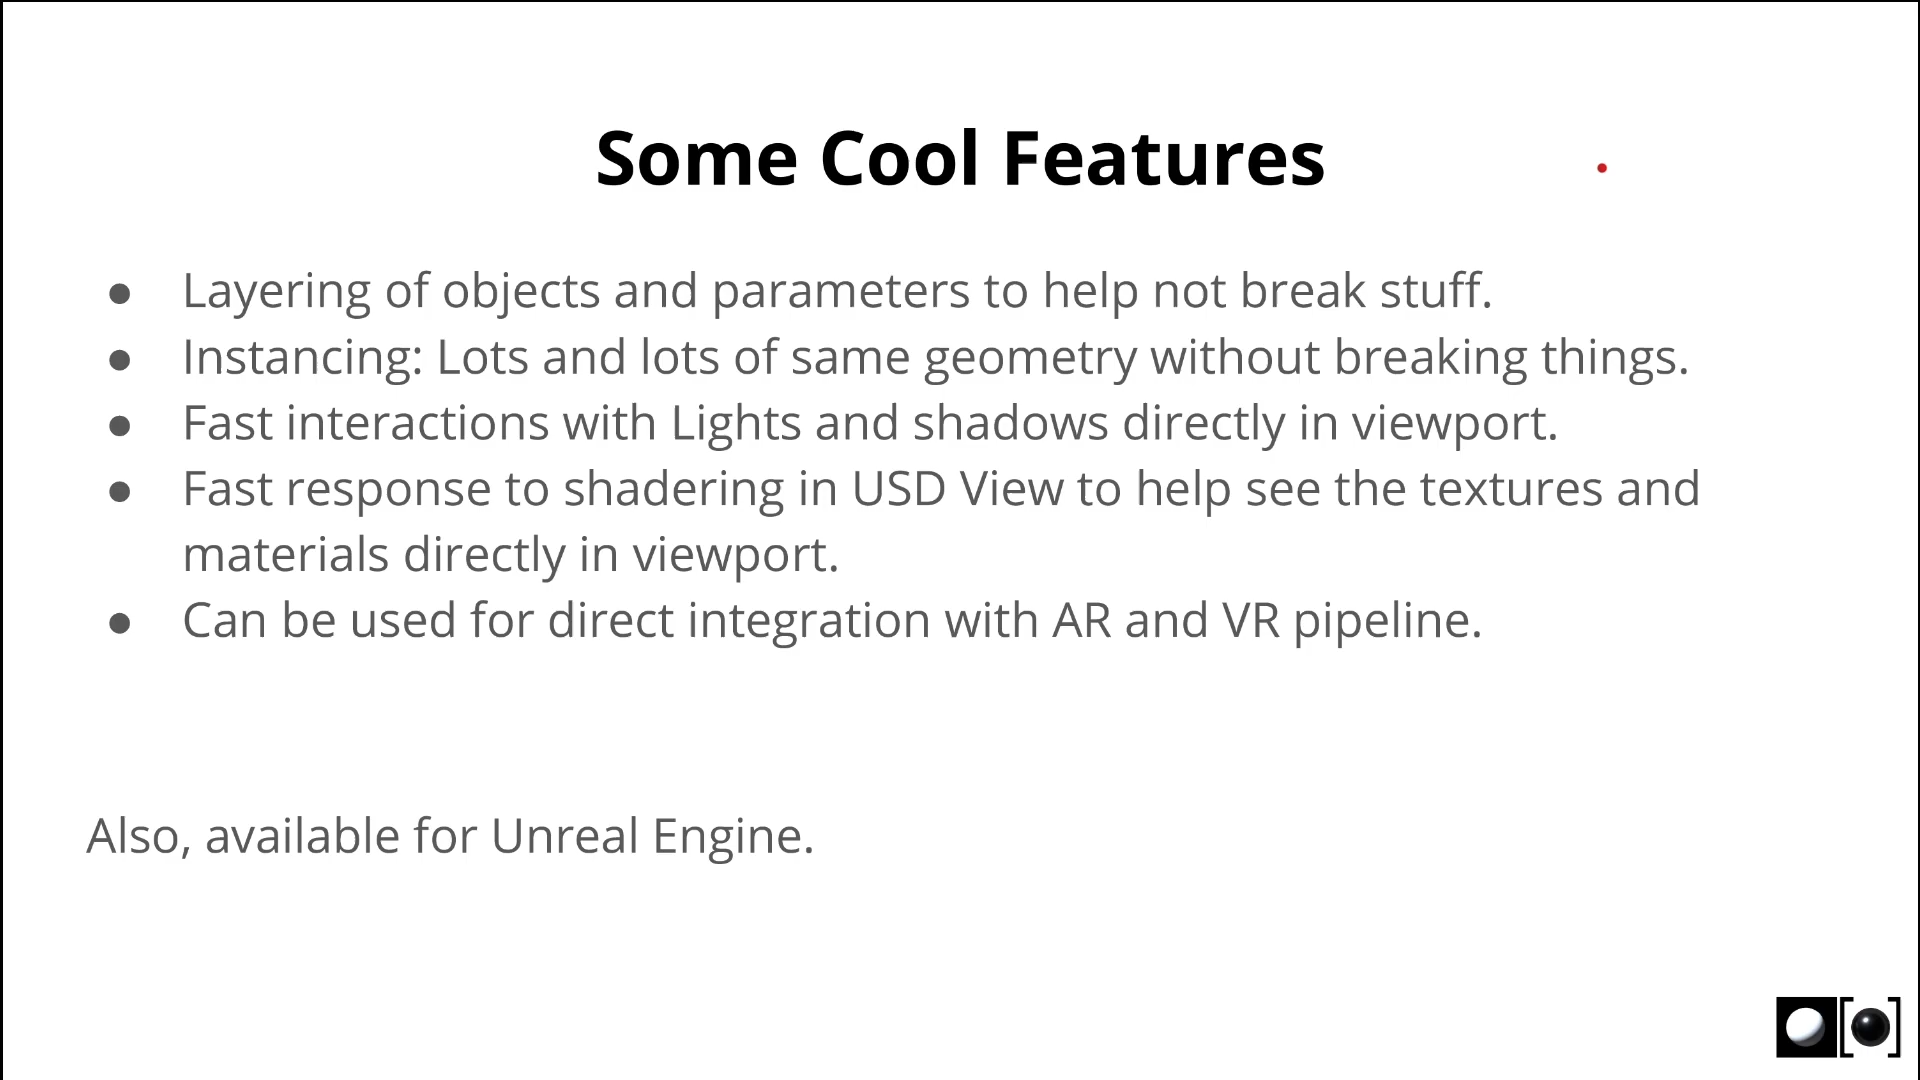 Some Cool Features
● Layering of objects and parameters to help not break stuff.
● Instancing: Lots and lots of same geometry without breaking things.
● Fast interactions with Lights and shadows directly in viewport.
● Fast response to shadering in USD View to help see the textures and
materials directly in viewport.
● Can be used for direct integration with AR and VR pipeline.
Also, available for Unreal Engine.